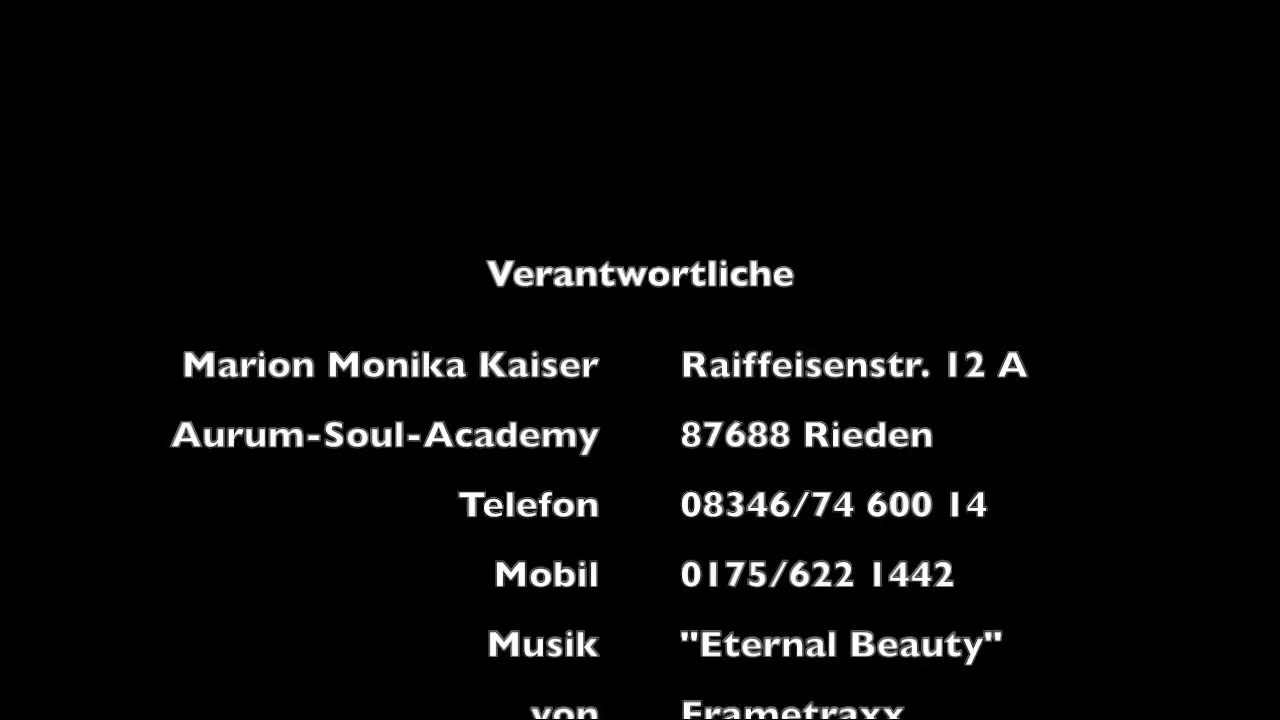 Verantwortliche
Marion Monika Kaiser Raiffeisenstr. 12 A
Aurum-Soul-Academy 87688 Rieden
Telefon 08346/74 600 14
Mobil 0175/622 1442
Musik "Eternal Beauty"
von Frametraxx